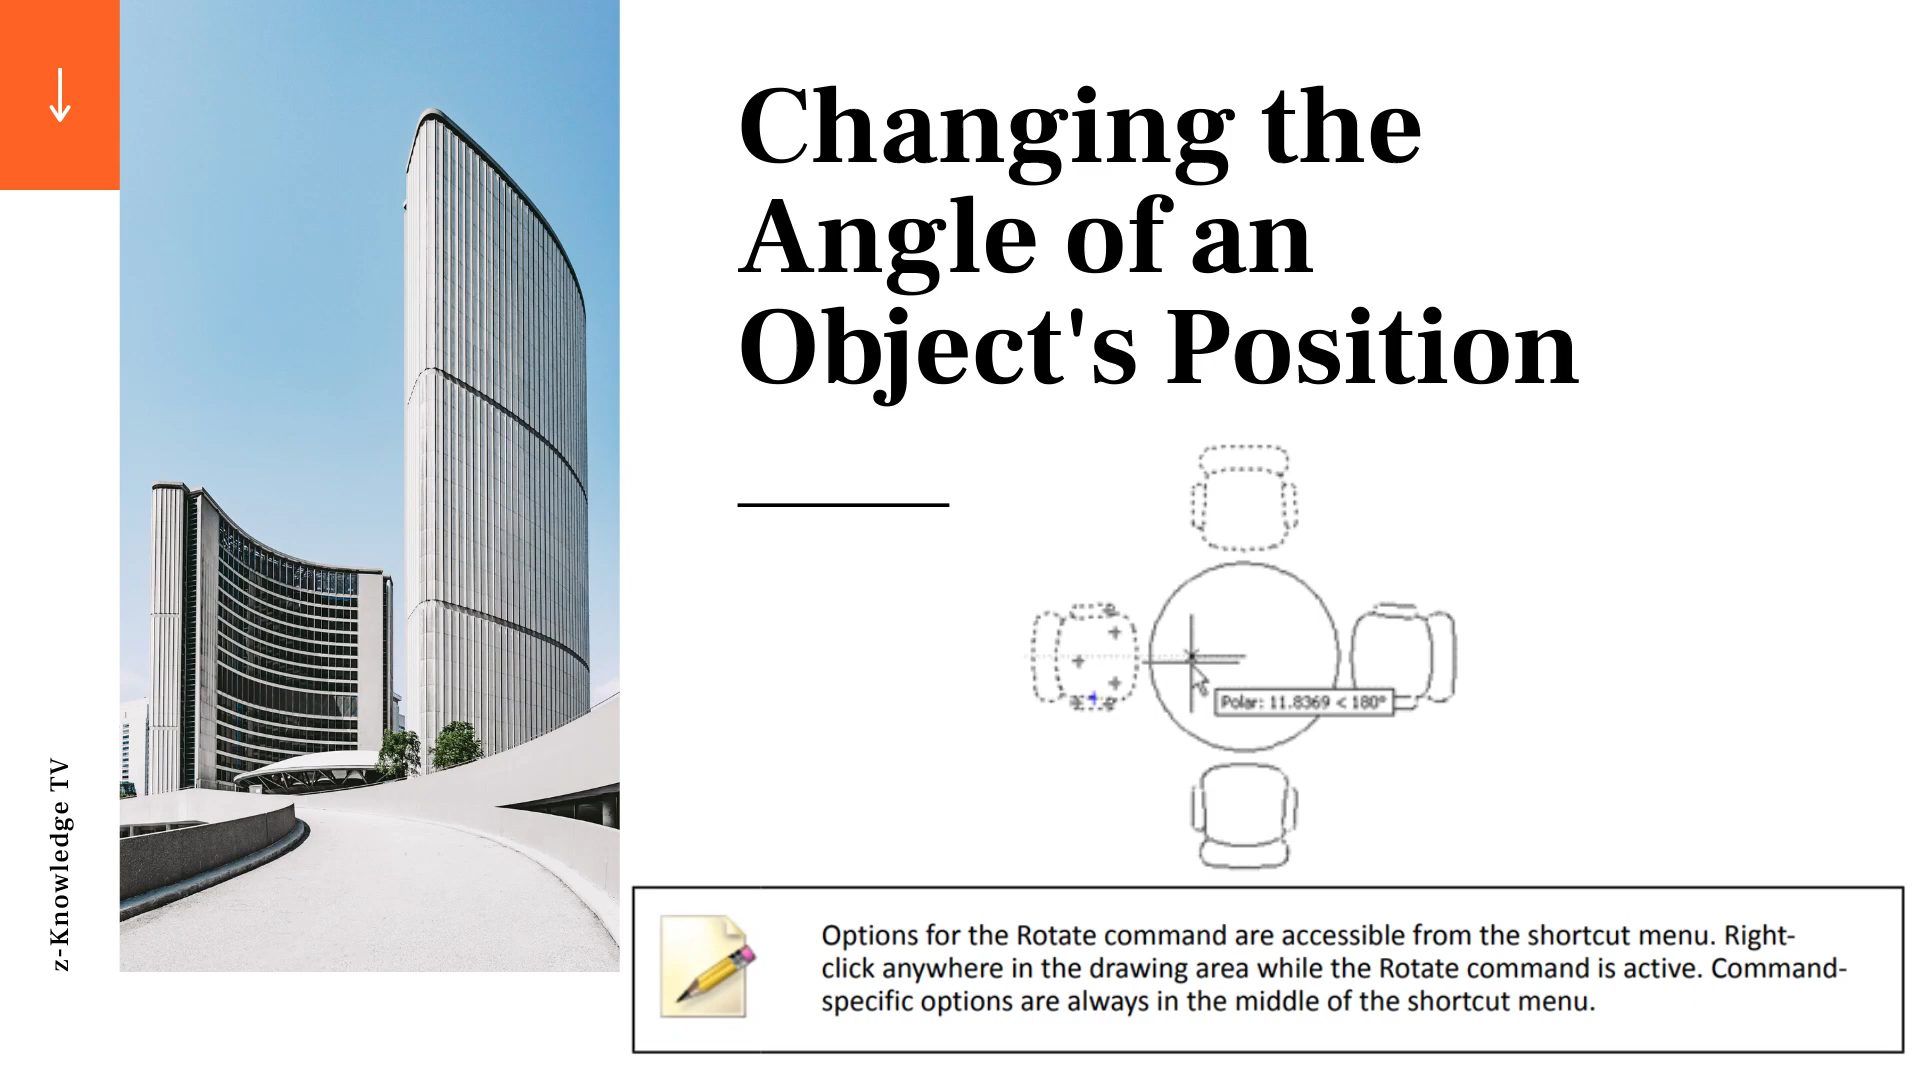 Changing the
Angle of an
Object's Position
Polar: 11.8369 < 180°
z-Knowledge TV
Options for the Rotate command are accessible from the shortcut menu. Right-
click anywhere in the drawing area while the Rotate command is active. Command-
specific options are always in the middle of the shortcut menu.